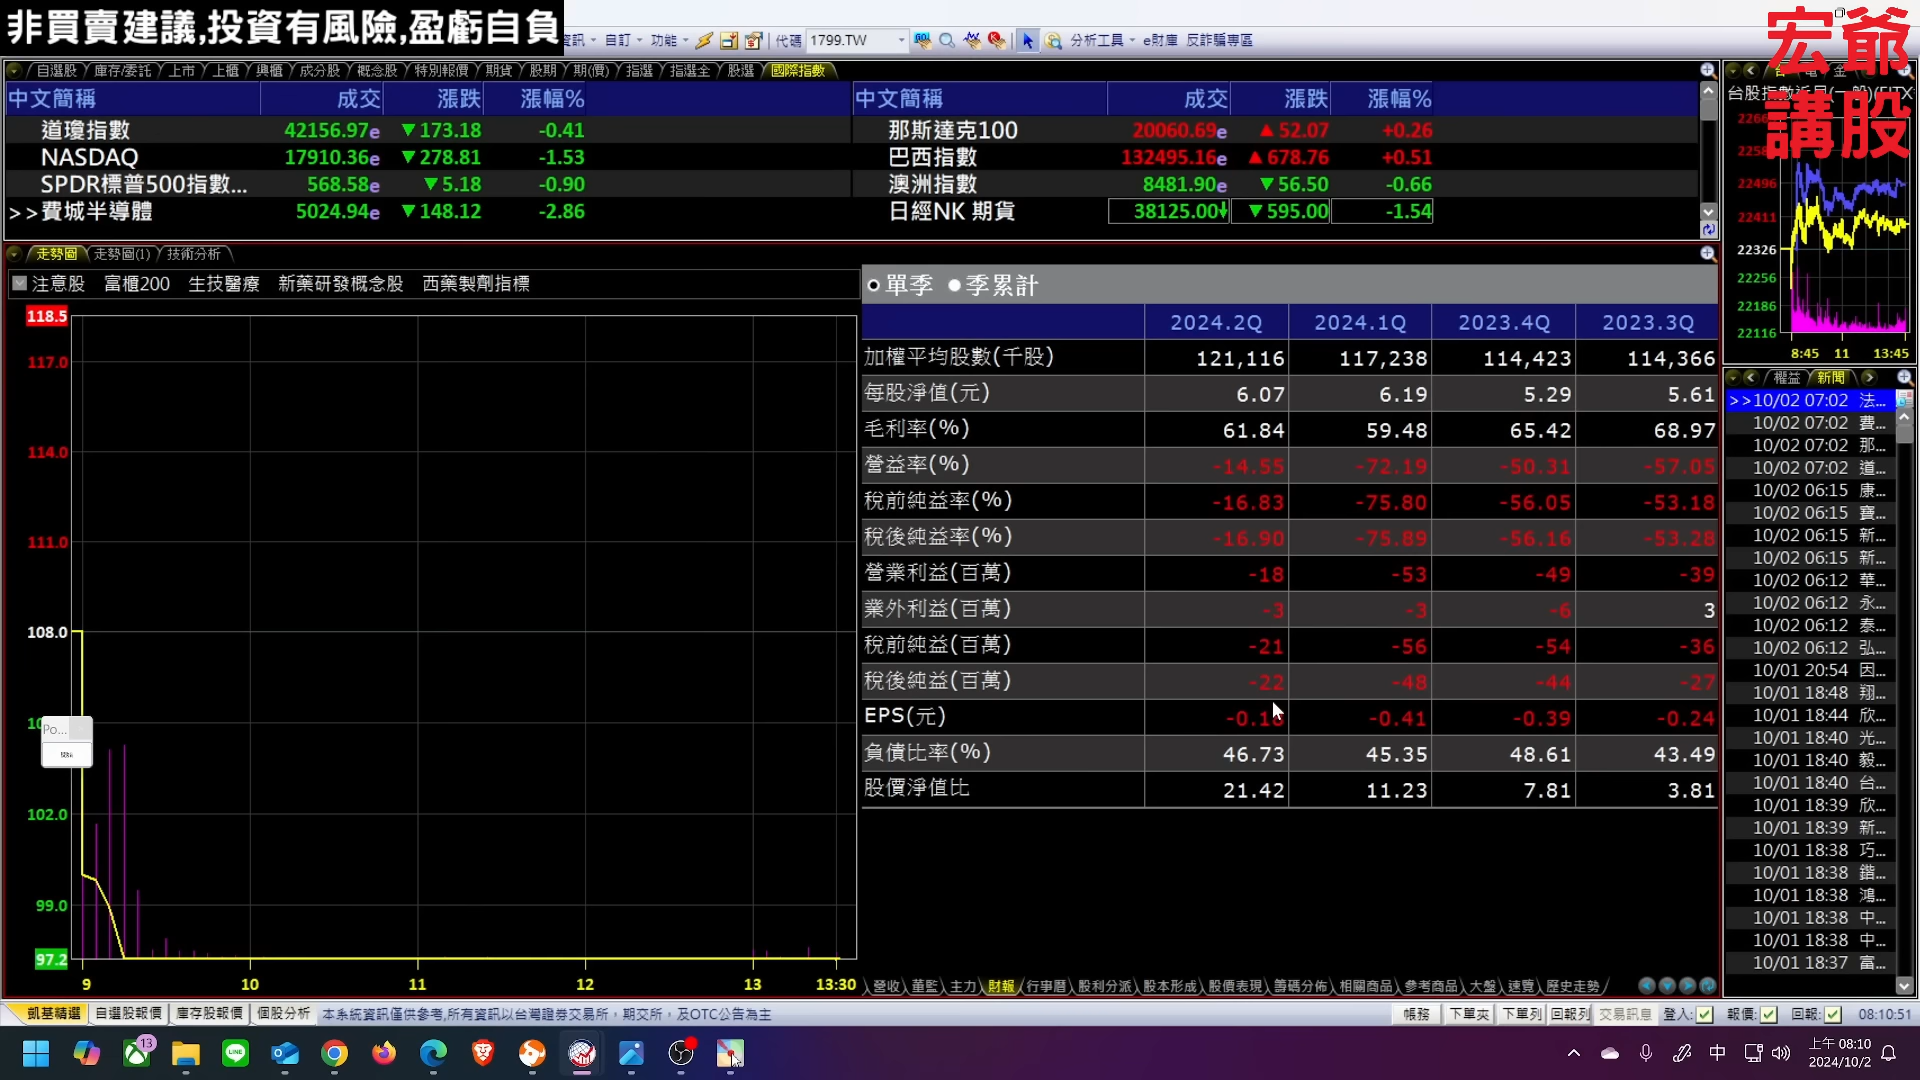 非買賣建議,投資有風險,盈虧自負
資訊 自訂 功能 代碼 1799.TW 分析工具 e財庫 反詐騙專區
宏爺
講股
自選股 庫存/委託 上市 上櫃 興櫃 成分股 概念股 特別報價 期貨 股期 期(價) 指選 指選全 股選 國際指數
中文簡稱 成交 漲跌 漲幅% 中文簡稱 成交 漲跌 漲幅%
道瓊指數 42156.97e ▼173.18 -0.41 那斯達克100 20060.69e ▲52.07 +0.26
NASDAQ 17910.36e ▼278.81 -1.53 巴西指數 132495.16e ▲678.76 +0.51
SPDR標普500指數... 568.58e ▼5.18 -0.90 澳洲指數 8481.90e ▼56.50 -0.66
>>費城半導體 5024.94e ▼148.12 -2.86 日經NK 期貨 38125.00↓ ▼595.00 -1.54
走勢圖 走勢圖(1) 技術分析
注意股 富櫃200 生技醫療 新藥研發概念股 西藥製劑指標
118.5
117.0
114.0
111.0
108.0
102.0
99.0
97.2
9 10 11 12 13 13:30
Po...
單季 季累計
2024.2Q 2024.1Q 2023.4Q 2023.3Q
加權平均股數(千股) 121,116 117,238 114,423 114,366
每股淨值(元) 6.07 6.19 5.29 5.61
毛利率(%) 61.84 59.48 65.42 68.97
營益率(%) -14.55 -72.19 -50.31 -57.05
稅前純益率(%) -16.83 -75.80 -56.05 -53.18
稅後純益率(%) -16.90 -75.89 -56.16 -53.28
營業利益(百萬) -18 -53 -49 -39
業外利益(百萬) -3 -3 -6 3
稅前純益(百萬) -21 -56 -54 -36
稅後純益(百萬) -22 -48 -44 -27
EPS(元) -0.41 -0.39 -0.24
負債比率(%) 46.73 45.35 48.61 43.49
股價淨值比 21.42 11.23 7.81 3.81
營收 董監 主力 財報 行事曆 股利分派 股本形成 股價表現 籌碼分佈 相關商品 參考商品 大盤 速覽 歷史走勢
22496
22411
22326
22256
22186
22116
8:45 11 13:45
權益 新聞
>>10/02 07:02 法...
10/02 07:02 費...
10/02 07:02 那...
10/02 07:02 道...
10/02 06:15 康...
10/02 06:15 寶...
10/02 06:15 新...
10/02 06:15 新...
10/02 06:12 華...
10/02 06:12 永...
10/02 06:12 泰...
10/02 06:12 弘...
10/01 20:54 因...
10/01 18:48 翔...
10/01 18:44 欣...
10/01 18:40 光...
10/01 18:40 毅...
10/01 18:40 台...
10/01 18:39 欣...
10/01 18:39 新...
10/01 18:38 巧...
10/01 18:38 鍇...
10/01 18:38 鴻...
10/01 18:38 中...
10/01 18:38 中...
10/01 18:37 富...
凱基精選 自選股報價 庫存股報價 個股分析 本系統資訊僅供參考,所有資訊以台灣證券交易所，期交所，及OTC公告為主
帳務 下單夾 下單列 回報列 交易訊息 登入: 報價: 回報: 08:10:51
13
中 上午 08:10
2024/10/2